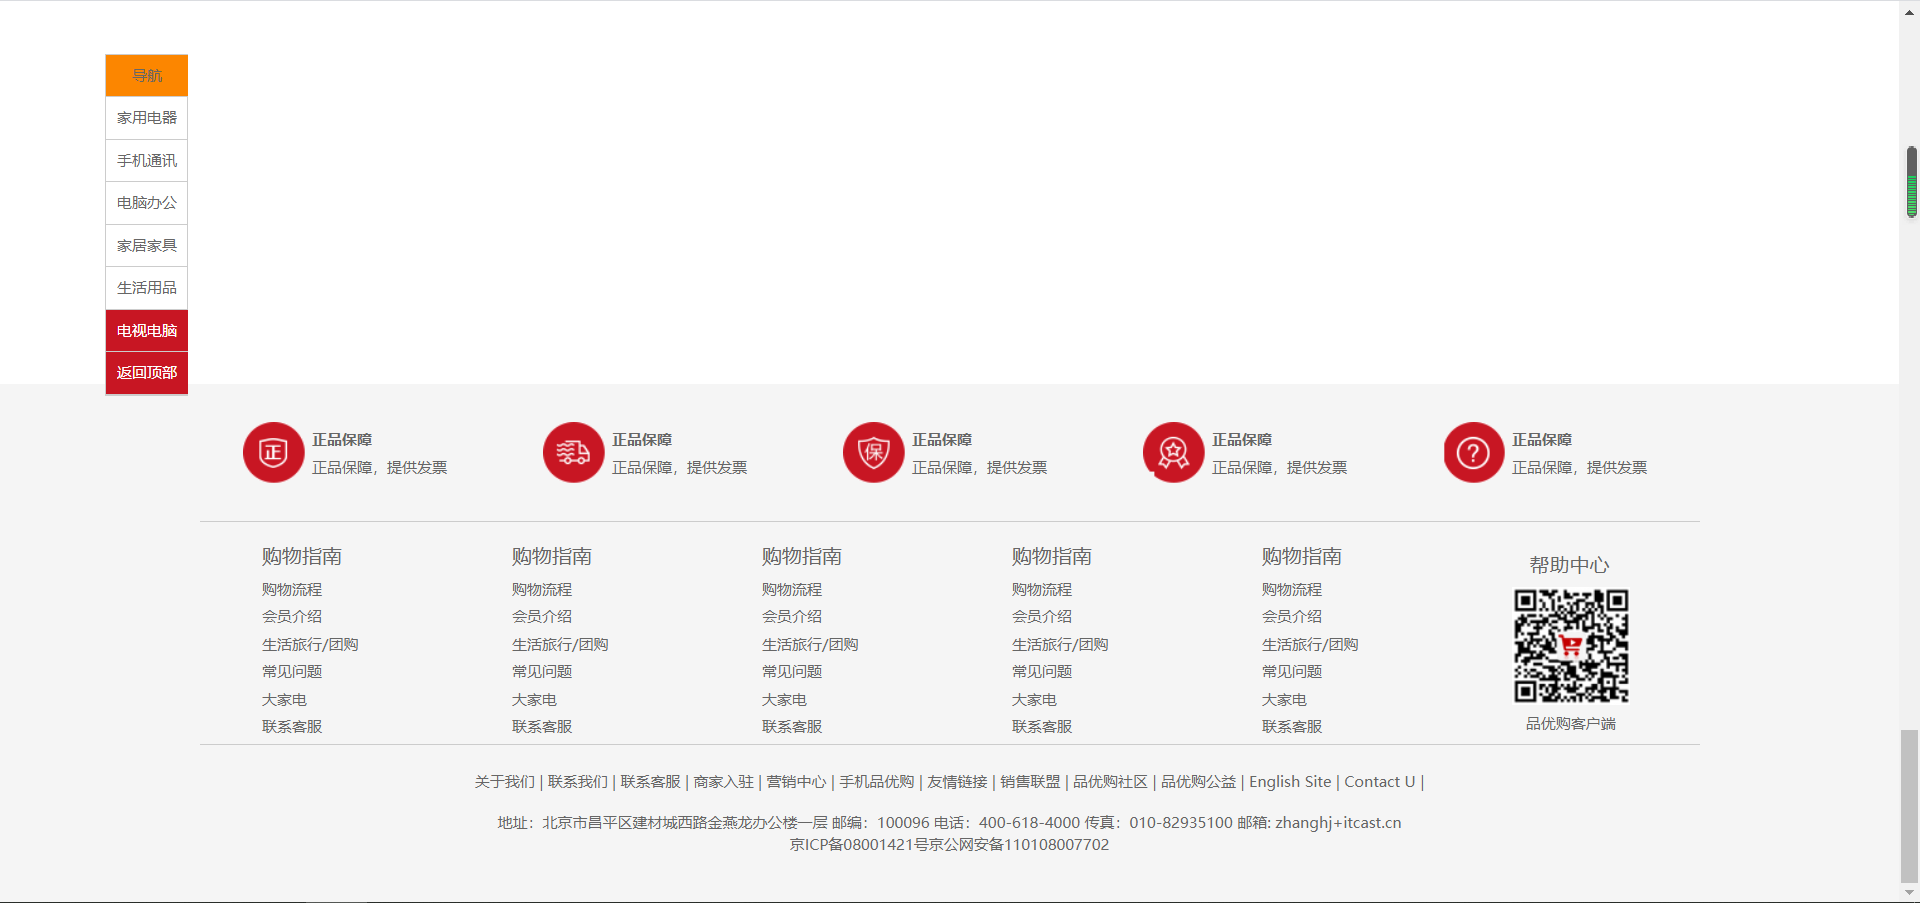 导航
家用电器
手机通讯
电脑办公
家居家具
生活用品
电视电脑
返回顶部
正
正品保障
正品保障，提供发票
正品保障
正品保障，提供发票
保
正品保障
正品保障，提供发票
正品保障
正品保障，提供发票
?
正品保障
正品保障，提供发票
购物指南
购物流程
会员介绍
生活旅行/团购
常见问题
大家电
联系客服
购物指南
购物流程
会员介绍
生活旅行/团购
常见问题
大家电
联系客服
购物指南
购物流程
会员介绍
生活旅行/团购
常见问题
大家电
联系客服
购物指南
购物流程
会员介绍
生活旅行/团购
常见问题
大家电
联系客服
购物指南
购物流程
会员介绍
生活旅行/团购
常见问题
大家电
联系客服
帮助中心
品优购客户端
关于我们 | 联系我们 | 联系客服 | 商家入驻 | 营销中心 | 手机品优购 | 友情链接 | 销售联盟 | 品优购社区 | 品优购公益 | English Site | Contact U |
地址：北京市昌平区建材城西路金燕龙办公楼一层 邮编：100096 电话：400-618-4000 传真：010-82935100 邮箱: zhanghj+itcast.cn
京ICP备08001421号京公网安备110108007702